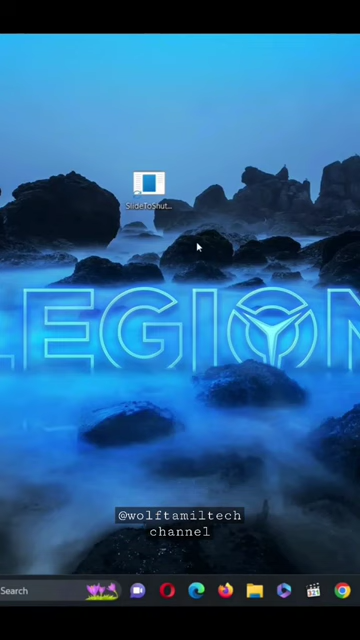 SlideToShut...
LEGION
@wolftamiltech
channel
Search